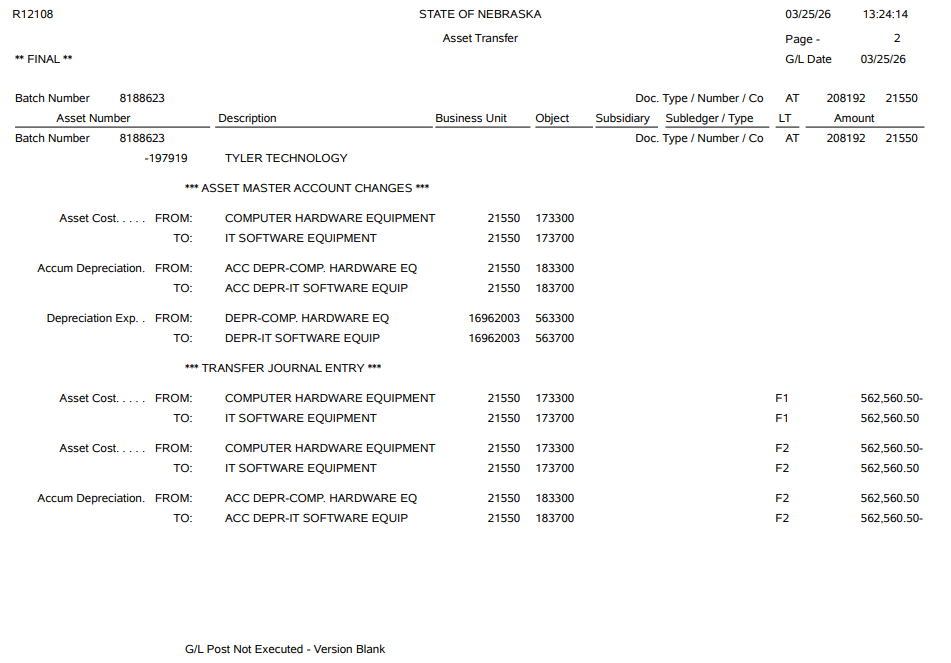 R12108 STATE OF NEBRASKA 03/25/26 13:24:14
Asset Transfer Page - 2
** FINAL ** G/L Date 03/25/26
Batch Number 8188623 Doc. Type / Number / Co AT 208192 21550
Asset Number Description Business Unit Object Subsidiary Subledger / Type LT Amount
Batch Number 8188623 Doc. Type / Number / Co AT 208192 21550
-197919 TYLER TECHNOLOGY
*** ASSET MASTER ACCOUNT CHANGES ***
Asset Cost. . . . . FROM: COMPUTER HARDWARE EQUIPMENT 21550 173300
TO: IT SOFTWARE EQUIPMENT 21550 173700
Accum Depreciation. FROM: ACC DEPR-COMP. HARDWARE EQ 21550 183300
TO: ACC DEPR-IT SOFTWARE EQUIP 21550 183700
Depreciation Exp. . FROM: DEPR-COMP. HARDWARE EQ 16962003 563300
TO: DEPR-IT SOFTWARE EQUIP 16962003 563700
*** TRANSFER JOURNAL ENTRY ***
Asset Cost. . . . . FROM: COMPUTER HARDWARE EQUIPMENT 21550 173300 F1 562,560.50-
TO: IT SOFTWARE EQUIPMENT 21550 173700 F1 562,560.50
Asset Cost. . . . . FROM: COMPUTER HARDWARE EQUIPMENT 21550 173300 F2 562,560.50-
TO: IT SOFTWARE EQUIPMENT 21550 173700 F2 562,560.50
Accum Depreciation. FROM: ACC DEPR-COMP. HARDWARE EQ 21550 183300 F2 562,560.50
TO: ACC DEPR-IT SOFTWARE EQUIP 21550 183700 F2 562,560.50-
G/L Post Not Executed - Version Blank